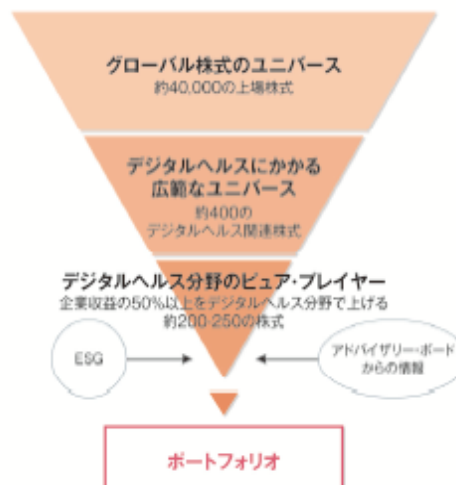 グローバル株式のユニバース
約40,000の上場株式
デジタルヘルスにかかる
広範なユニバース
約400の
デジタルヘルス関連株式
デジタルヘルス分野のピュア・プレイヤー
企業収益の50%以上をデジタルヘルス分野で上げる
約200-250の株式
ESG
アドバイザリー・ボード
からの情報
ポートフォリオ